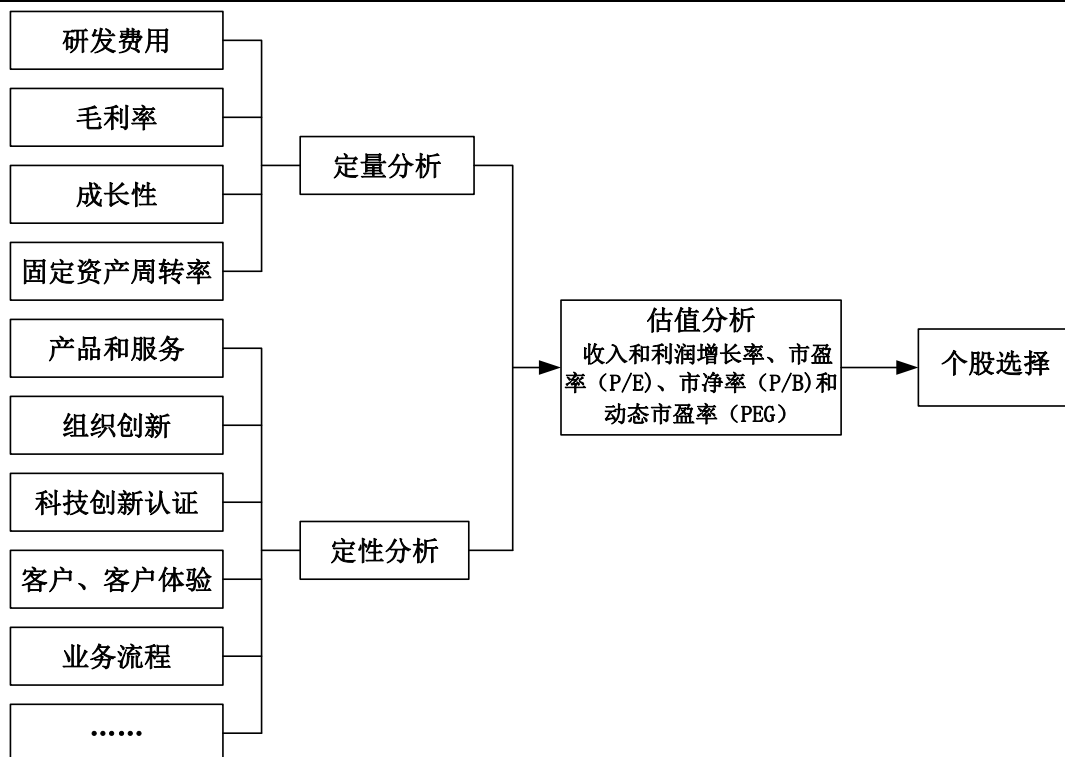 研发费用
毛利率
成长性
固定资产周转率
产品和服务
组织创新
科技创新认证
客户、客户体验
业务流程
……
定量分析
定性分析
估值分析
收入和利润增长率、市盈
率（P/E）、市净率（P/B)和
动态市盈率（PEG）
个股选择